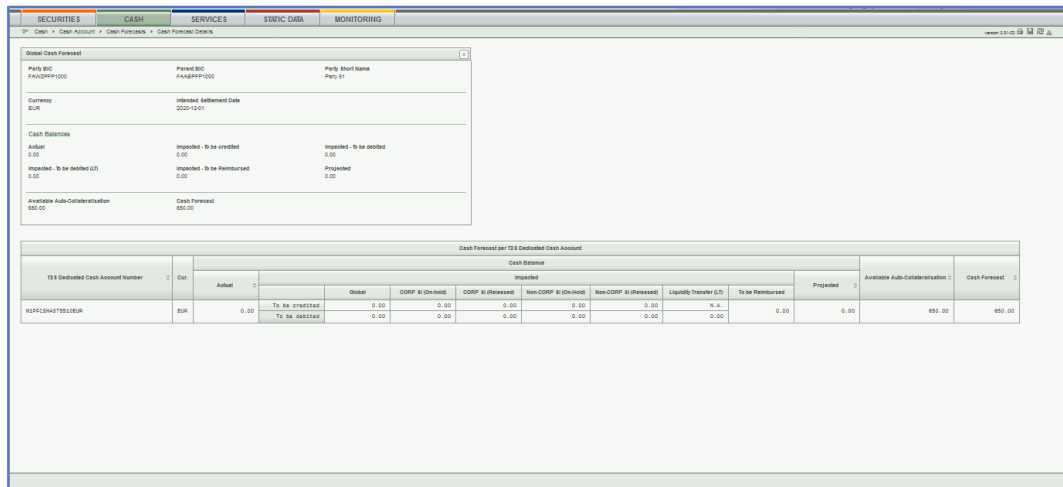 SECURITIES CASH SERVICES STATIC DATA MONITORING
Cash > Cash Account > Cash Forecasts > Cash Forecast Details
Global Cash Forecast
Party BIC Parent BIC Party Short Name
FAWZPFP1000 FAABPFP1000 Party 51
Currency Intended Settlement Date
EUR 2020-12-01
Cash Balances
Actual Impacted - To be credited Impacted - To be debited
0.00 0.00 0.00
Impacted - To be debited (LT) Impacted - To be Reimbursed Projected
0.00 0.00 0.00
Available Auto-Collateralisation Cash Forecast
650.00 650.00
Cash Forecast per T2S Dedicated Cash Account
Cash Balance
T2S Dedicated Cash Account Number Cur. Actual Impacted Projected Available Auto-Collateralisation Cash Forecast
Global CORP SI (On-hold) CORP SI (Released) Non-CORP SI (On-Hold) Non-CORP SI (Released) Liquidity Transfer (LT) To be Reimbursed
To be credited 0.00 0.00 0.00 0.00 0.00 N.A.
EUR 0.00 0.00 0.00 650.00 650.00
To be debited 0.00 0.00 0.00 0.00 0.00 0.00